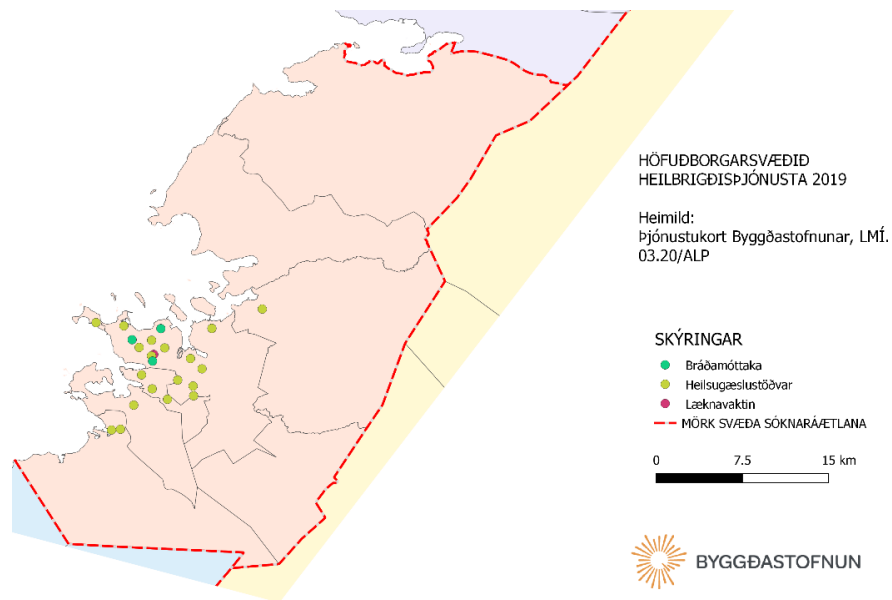 HÖFUÐBORGARSVÆÐIÐ
HEILBRIGÐISÞJÓNUSTA 2019
Heimild:
Þjónustukort Byggðastofnunar, LMÍ.
03.20/ALP
SKÝRINGAR
Bráðamóttaka
Heilsugæslustöðvar
Læknavaktin
MÖRK SVÆÐA SÓKNARÁÆTLANA
0 7.5 15 km
BYGGÐASTOFNUN